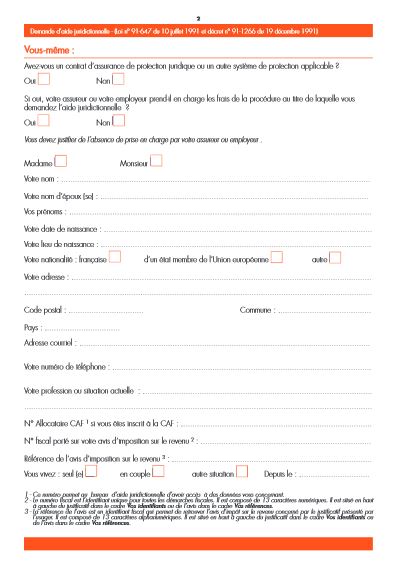 2
Demande d'aide juridictionnelle - (Loi n° 91-647 du 10 juillet 1991 et décret n° 91-1266 du 19 décembre 1991)
Vous-même :
Avez-vous un contrat d'assurance de protection juridique ou un autre système de protection applicable ?
Oui Non
Si oui, votre assureur ou votre employeur prend-il en charge les frais de la procédure au titre de laquelle vous
demandez l'aide juridictionnelle ?
Oui Non
Vous devez justifier de l'absence de prise en charge par votre assureur ou employeur .
Madame Monsieur
Votre nom :
Votre nom d'époux (se) :
Vos prénoms :
Votre date de naissance :
Votre lieu de naissance :
Votre nationalité : française d'un état membre de l'Union européenne autre
Votre adresse :
Code postal : Commune :
Pays :
Adresse courriel :
Votre numéro de téléphone :
Votre profession ou situation actuelle :
N° Allocataire CAF 1 si vous êtes inscrit à la CAF :
N° fiscal porté sur votre avis d'imposition sur le revenu 2 :
Référence de l'avis d'imposition sur le revenu 3 :
Vous vivez : seul (e) en couple autre situation Depuis le :
1 - Ce numéro permet au bureau d'aide juridictionnelle d'avoir accès à des données vous concernant.
2 - Le numéro fiscal est l'identifiant unique pour toutes les démarches fiscales. Il est composé de 13 caractères numériques. Il est situé en haut
à gauche du justificatif dans le cadre Vos identifiants ou de l'avis dans le cadre Vos références.
3 - La référence de l'avis est un identifiant fiscal qui permet de retrouver l'avis d'impôt sur le revenu concerné par le justificatif présenté par
l'usager. Il est composé de 13 caractères alphanumériques. Il est situé en haut à gauche du justificatif dans le cadre Vos identifiants ou
de l'avis dans le cadre Vos références.